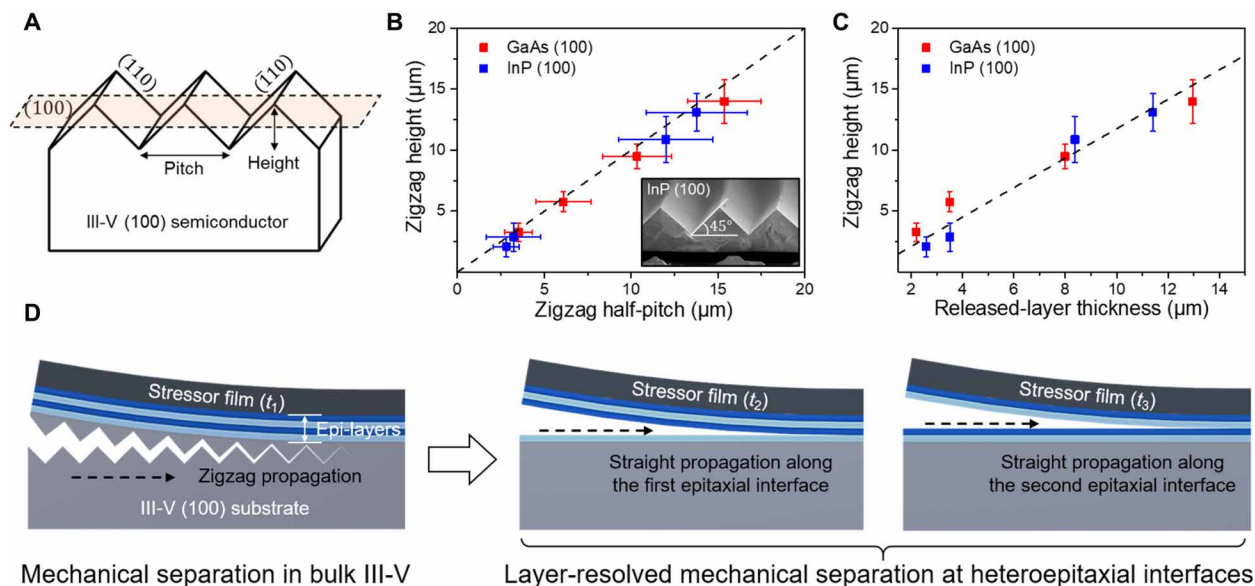 A
(100)
(110)
(1̄10)
Pitch
Height
III-V (100) semiconductor
B
Zigzag height (µm)
20
15
10
5
GaAs (100)
InP (100)
InP (100)
45°
0
5
10
15
20
Zigzag half-pitch (µm)
C
Zigzag height (µm)
20
15
10
5
GaAs (100)
InP (100)
2
4
6
8
10
12
14
Released-layer thickness (µm)
D
Stressor film (t₁)
Epi-layers
Zigzag propagation
III-V (100) substrate
Mechanical separation in bulk III-V
Stressor film (t₂)
Straight propagation along
the first epitaxial interface
Stressor film (t₃)
Straight propagation along
the second epitaxial interface
Layer-resolved mechanical separation at heteroepitaxial interfaces